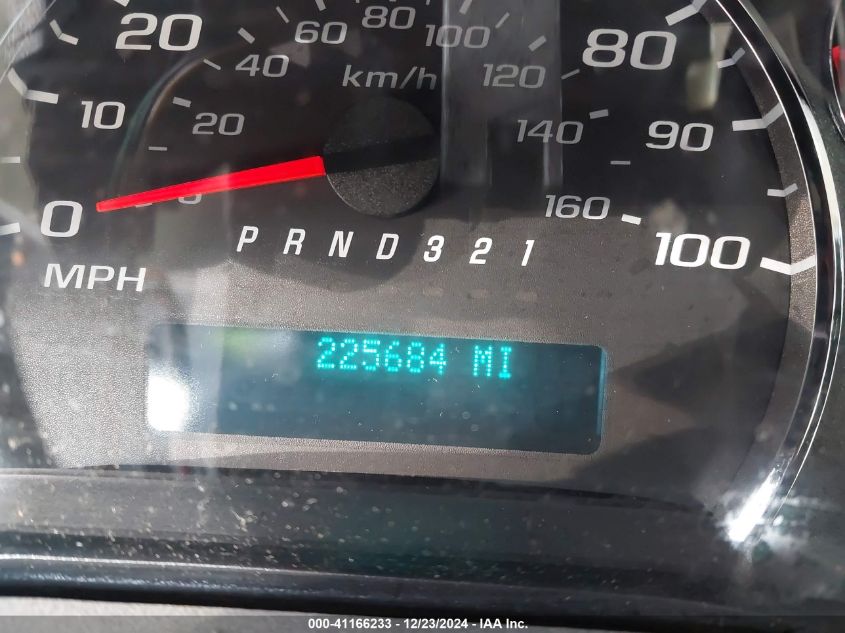 20 60 80 100 80
40 km/h 120
10 20 140 90
0 160 100
P R N D 3 2 1
MPH
225684 MI
000-41166233 - 12/23/2024 - IAA Inc.